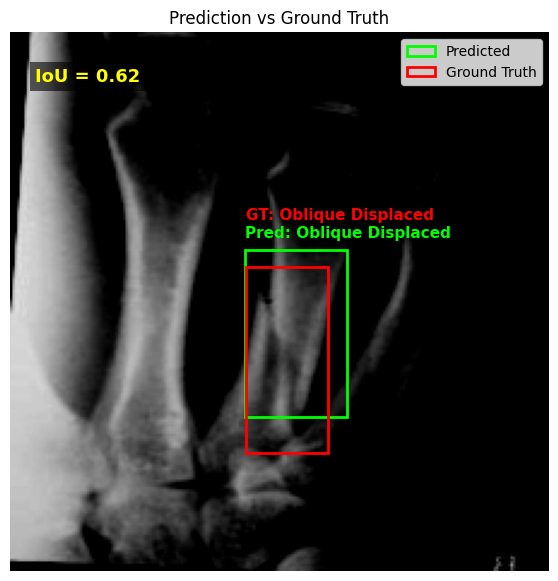 Prediction vs Ground Truth
IoU = 0.62
Predicted
Ground Truth
GT: Oblique Displaced
Pred: Oblique Displaced